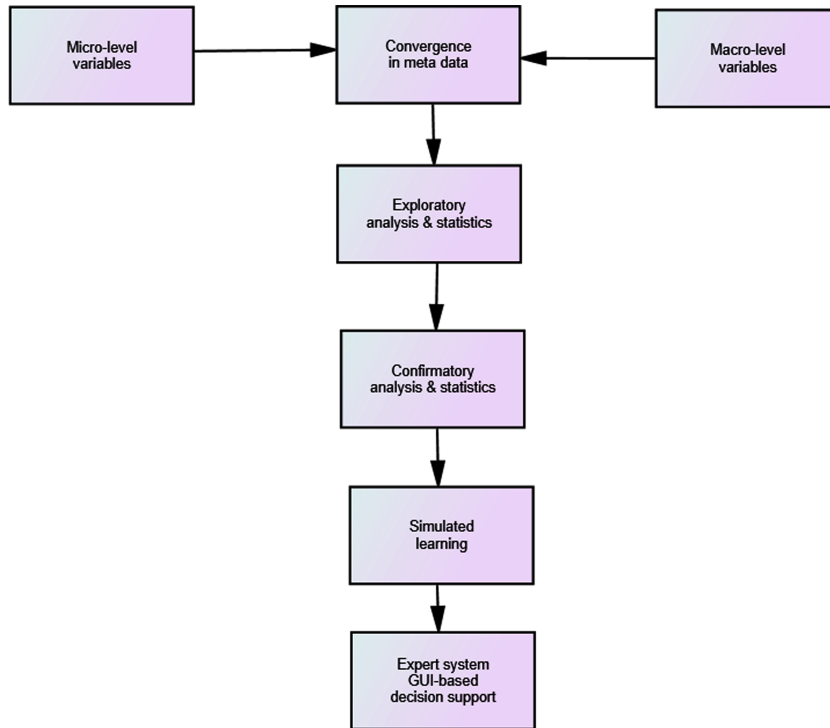 Micro-level
variables
Convergence
in meta data
Macro-level
variables
Exploratory
analysis & statistics
Confirmatory
analysis & statistics
Simulated
learning
Expert system
GUI-based
decision support